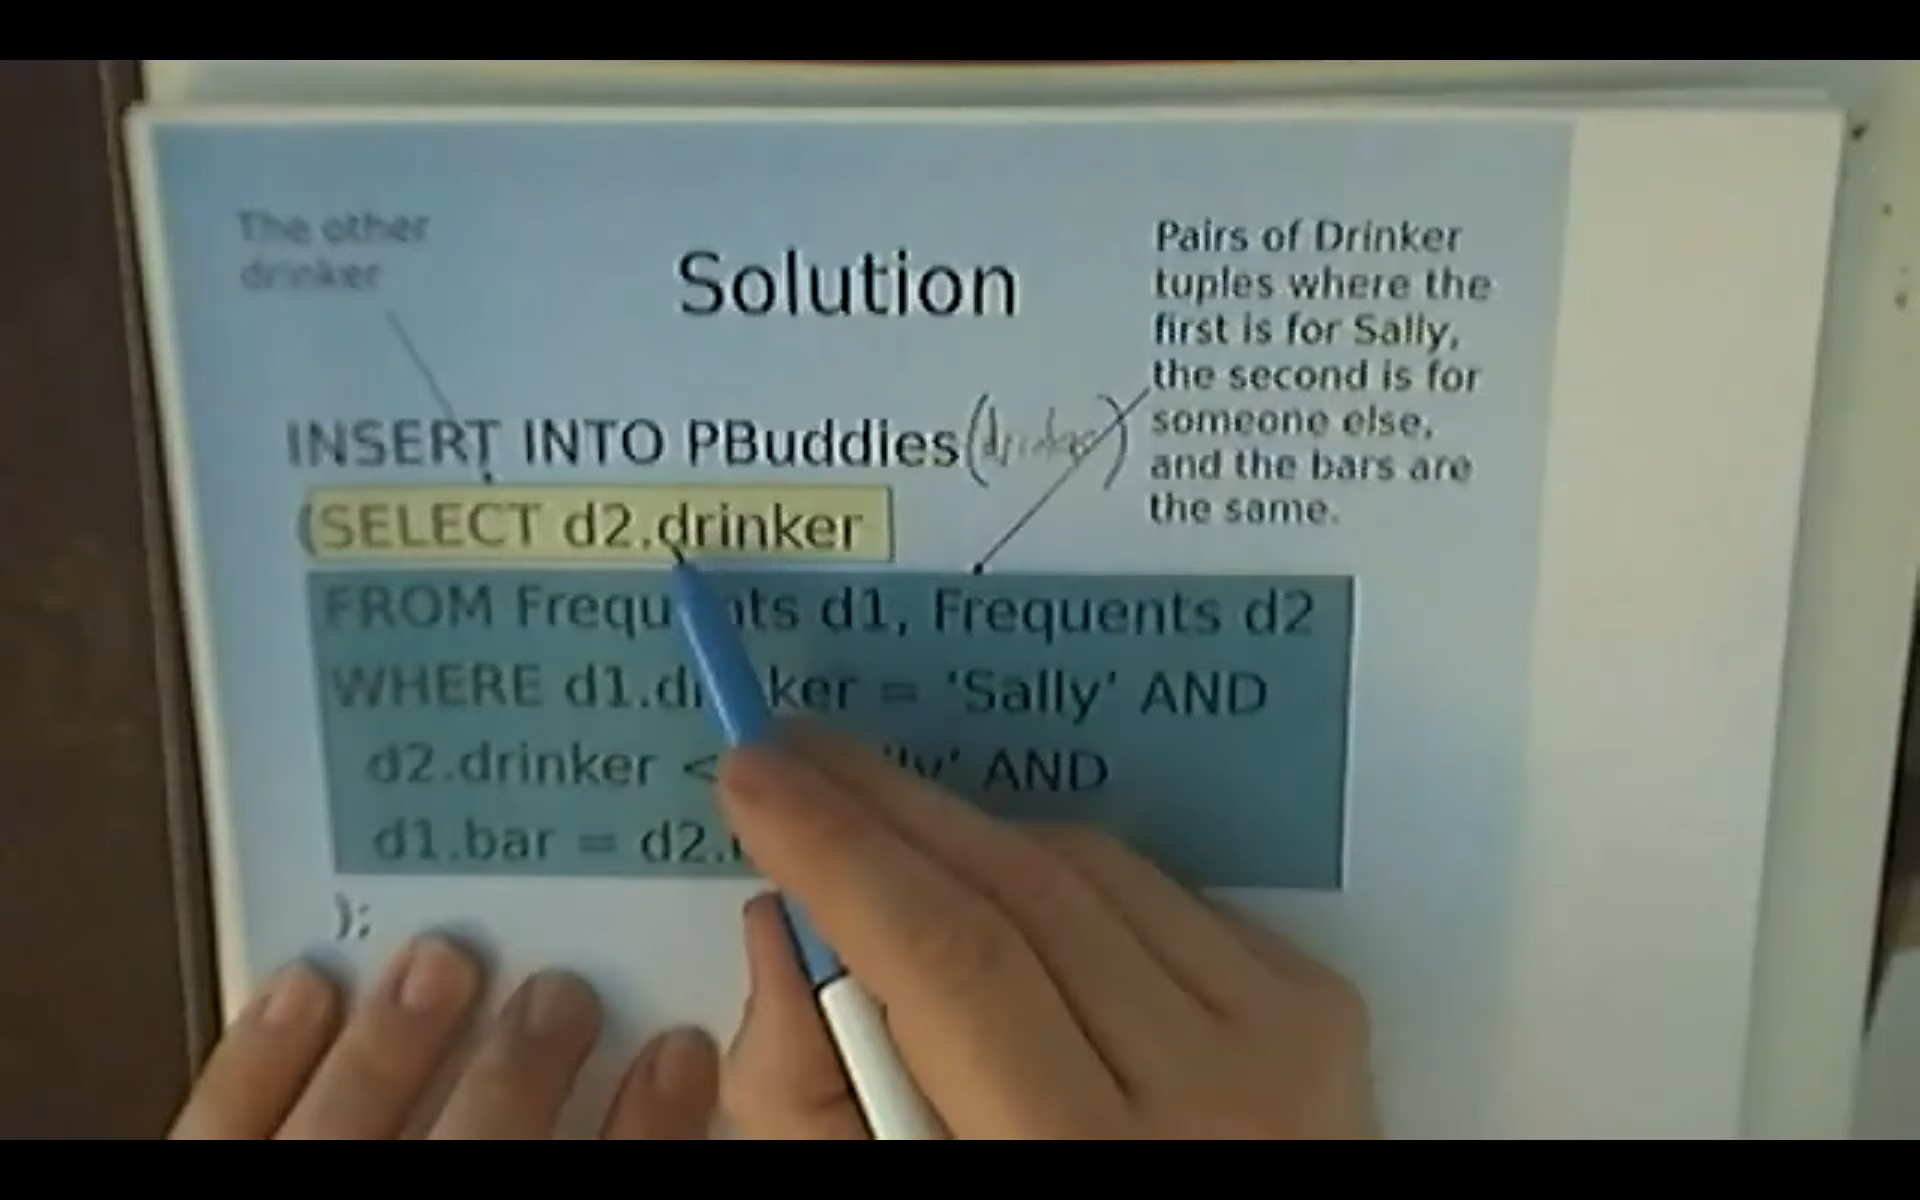 The other
drinker
Solution
Pairs of Drinker
tuples where the
first is for Sally,
the second is for
someone else,
and the bars are
the same.
INSERT INTO PBuddies
(SELECT d2.drinker
FROM Frequ nts d1, Frequents d2
WHERE d1.d ker = 'Sally' AND
d2.drinker < ly' AND
d1.bar = d2.
);